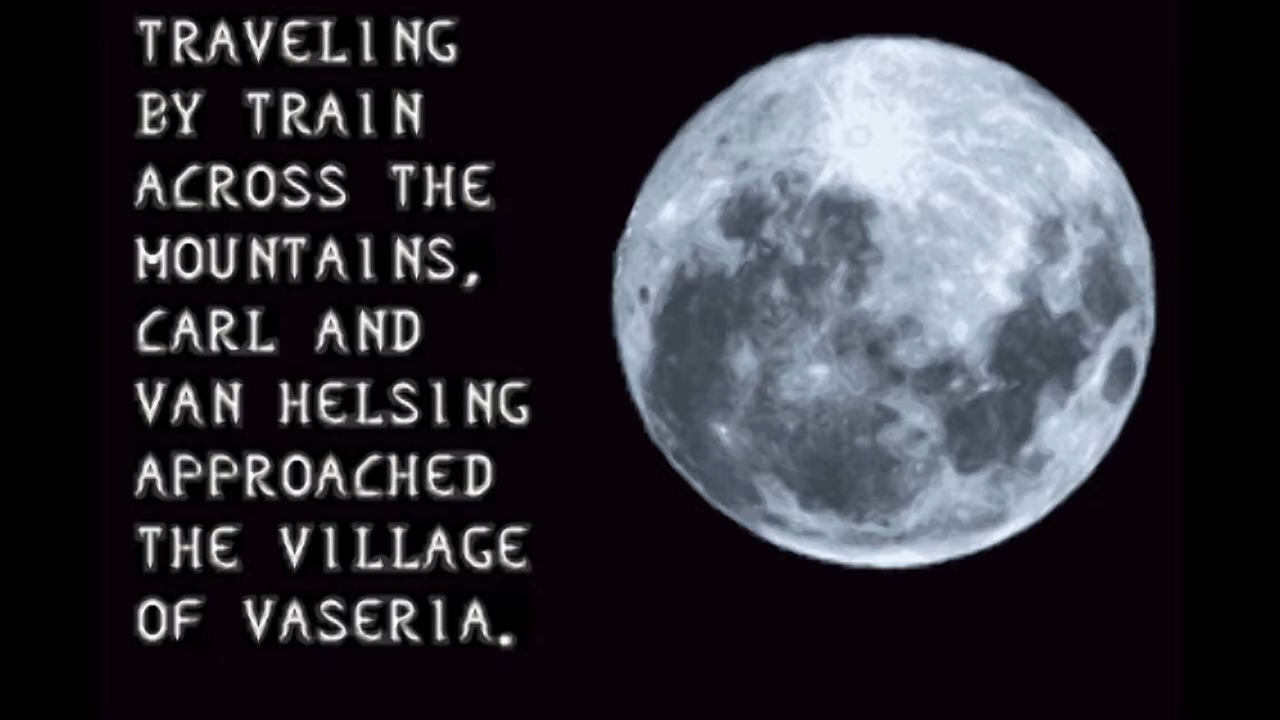 TRAVELING
BY TRAIN
ACROSS THE
MOUNTAINS,
CARL AND
VAN HELSING
APPROACHED
THE VILLAGE
OF VASERIA.